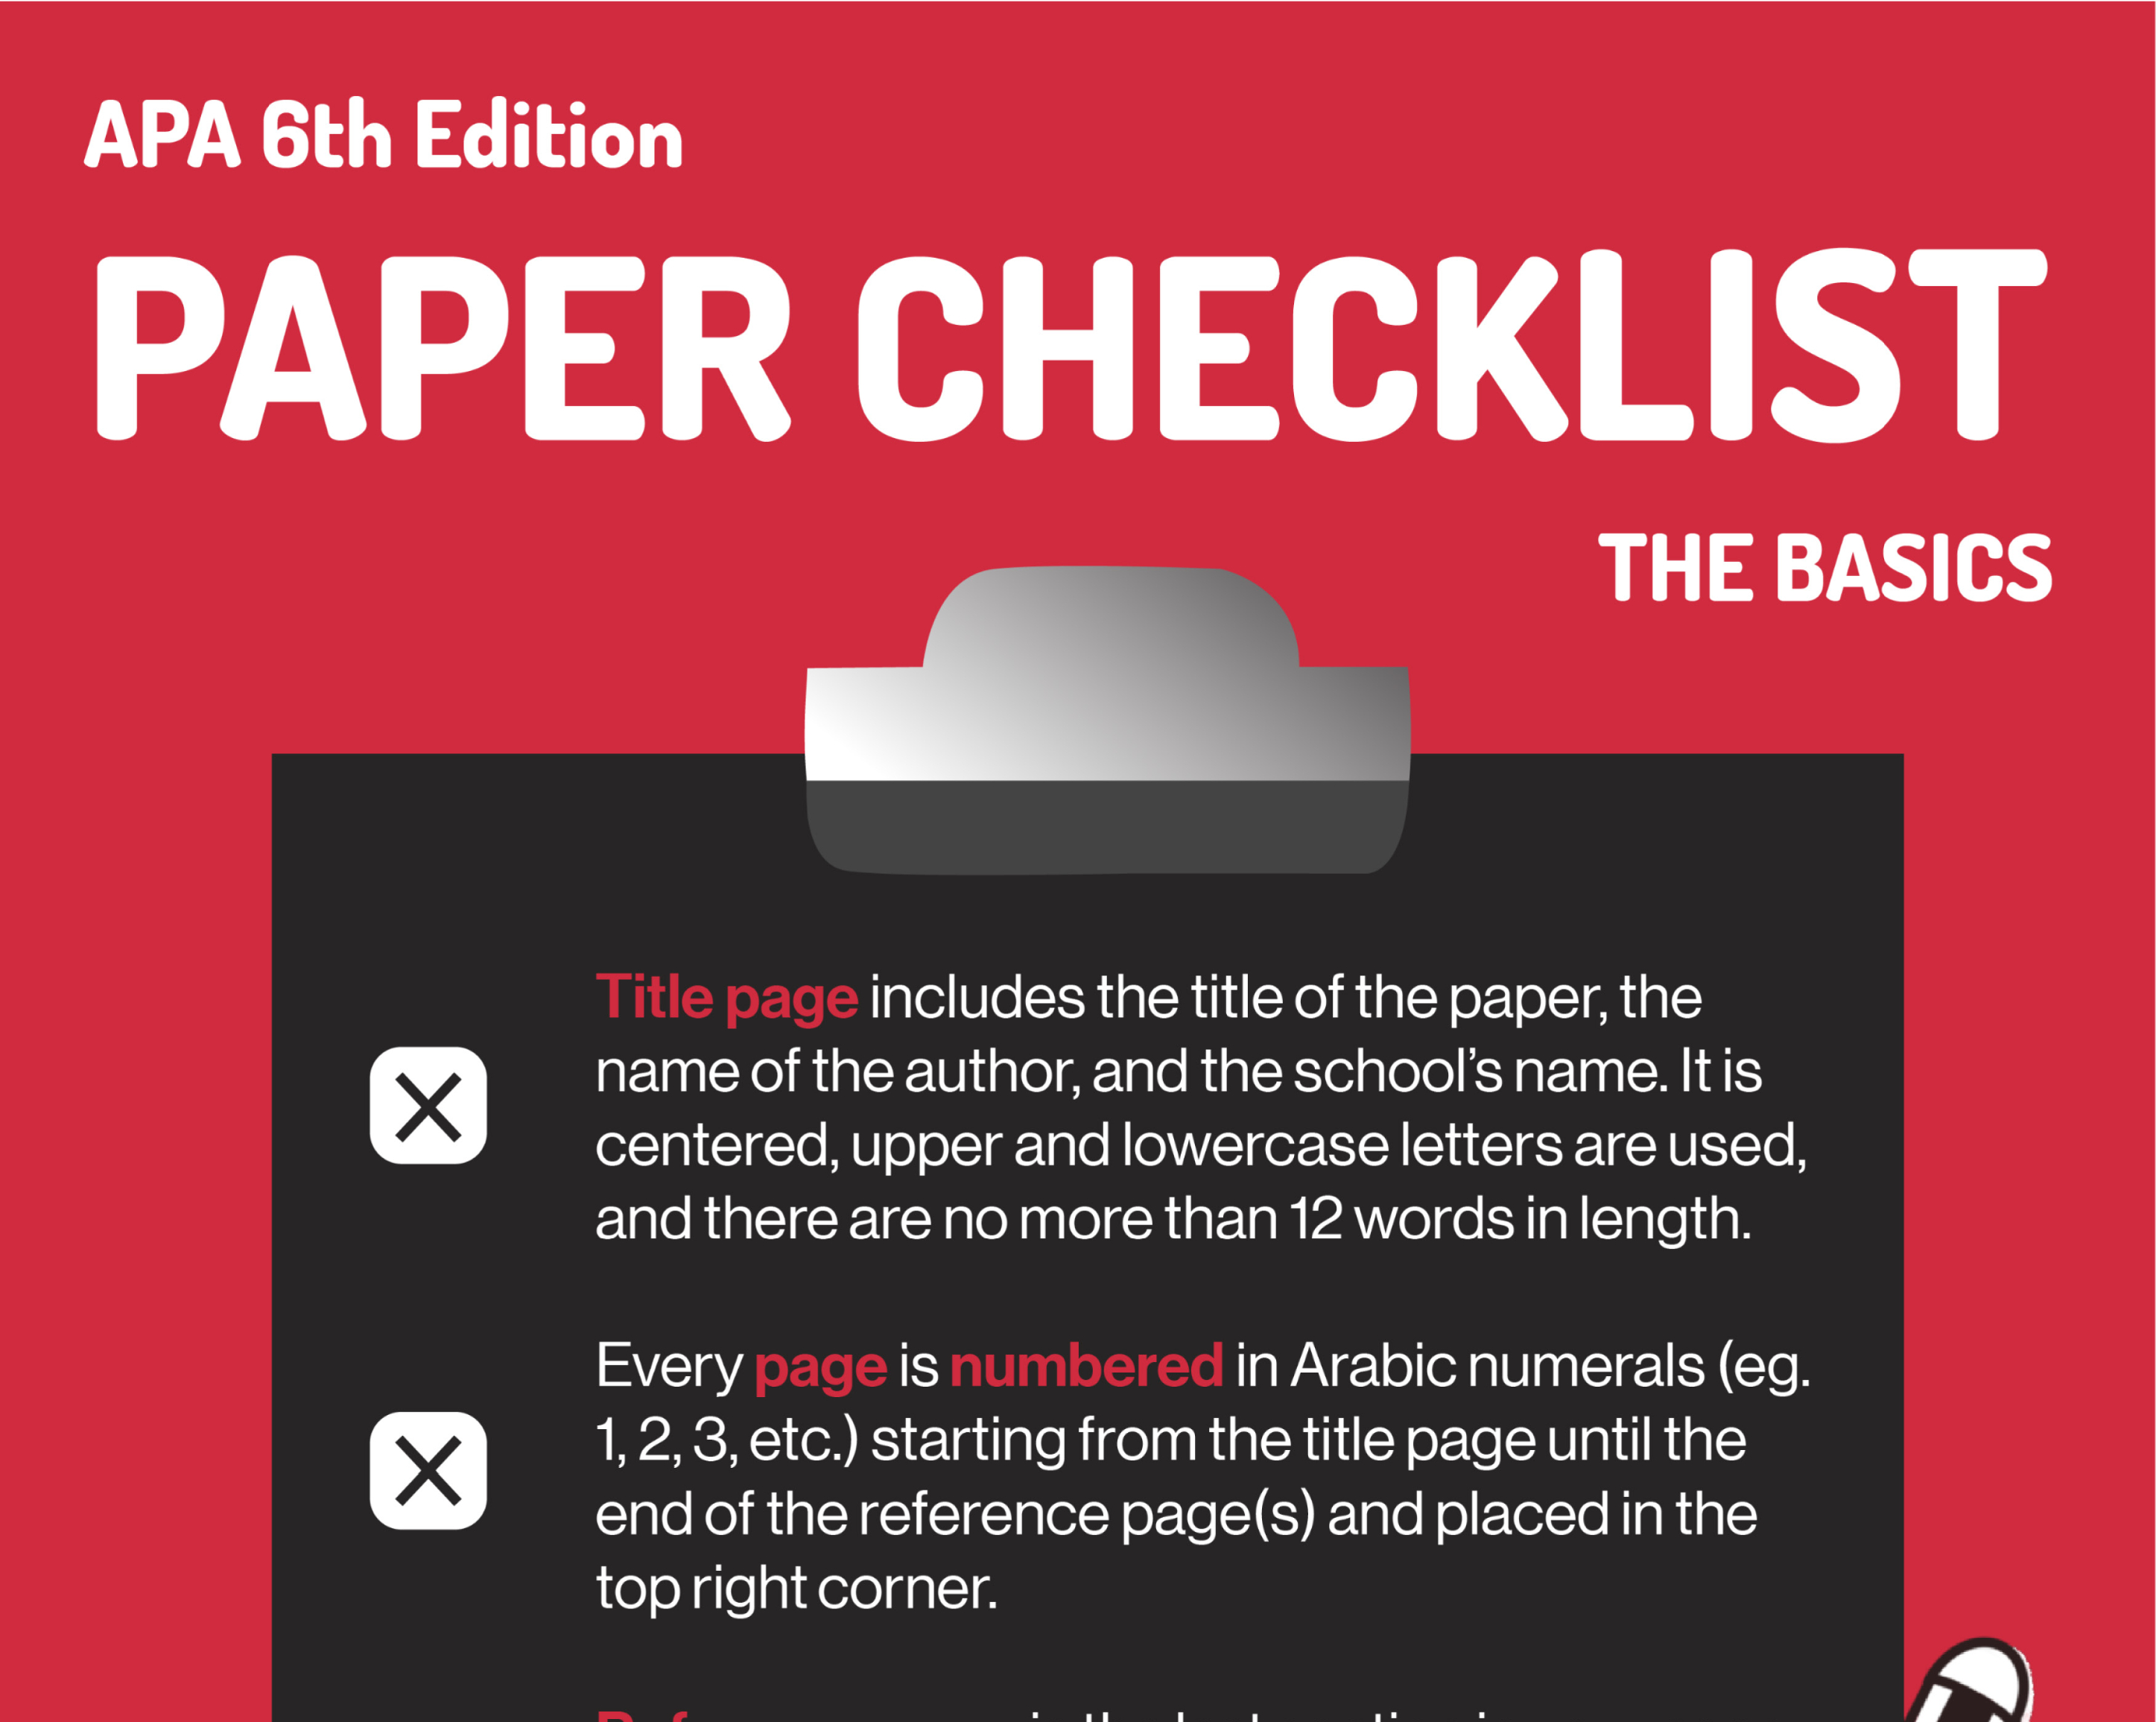 APA 6th Edition
PAPER CHECKLIST
THE BASICS
Title page includes the title of the paper, the
name of the author, and the school’s name. It is
centered, upper and lowercase letters are used,
and there are no more than 12 words in length.
Every page is numbered in Arabic numerals (eg.
1, 2, 3, etc.) starting from the title page until the
end of the reference page(s) and placed in the
top right corner.